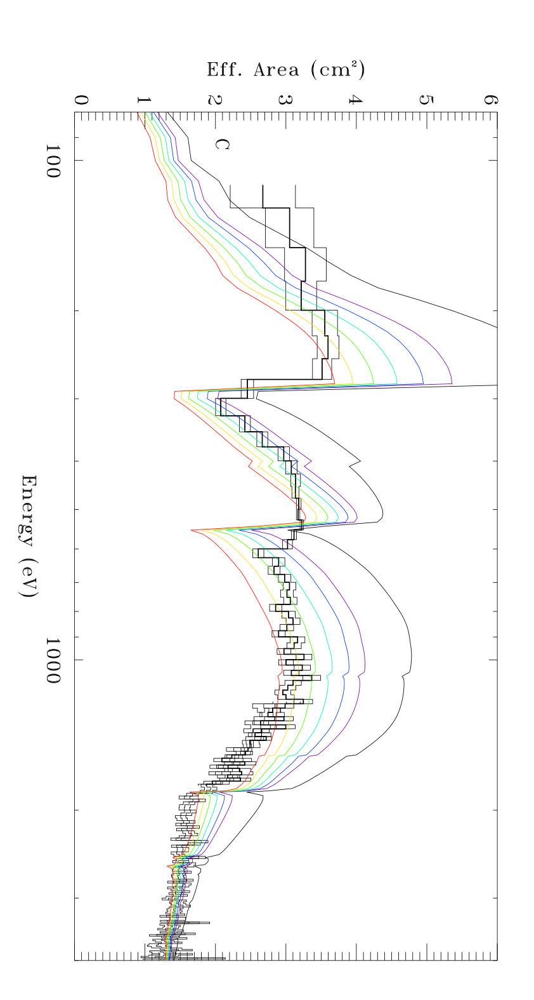 Eff. Area (cm²)
0 1 2 3 4 5 6
C
100
1000
Energy (eV)